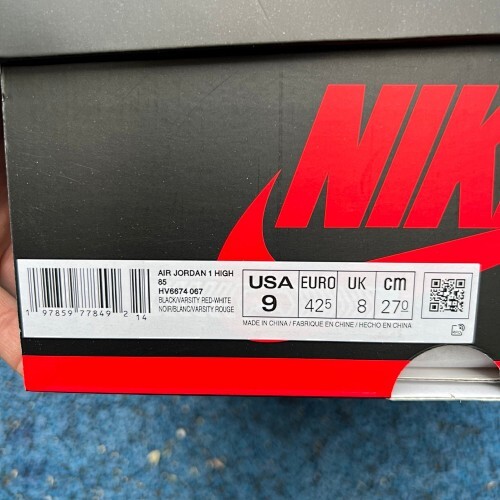 NIKE
AIR JORDAN 1 HIGH
85
HV6674 067
BLACK/VARSITY RED-WHITE
NOIR/BLANC/VARSITY ROUGE
USA EURO UK cm
9 42.5 8 27.0
MADE IN CHINA / FABRIQUE EN CHINE / HECHO EN CHINA
1 97859 77849 2 14